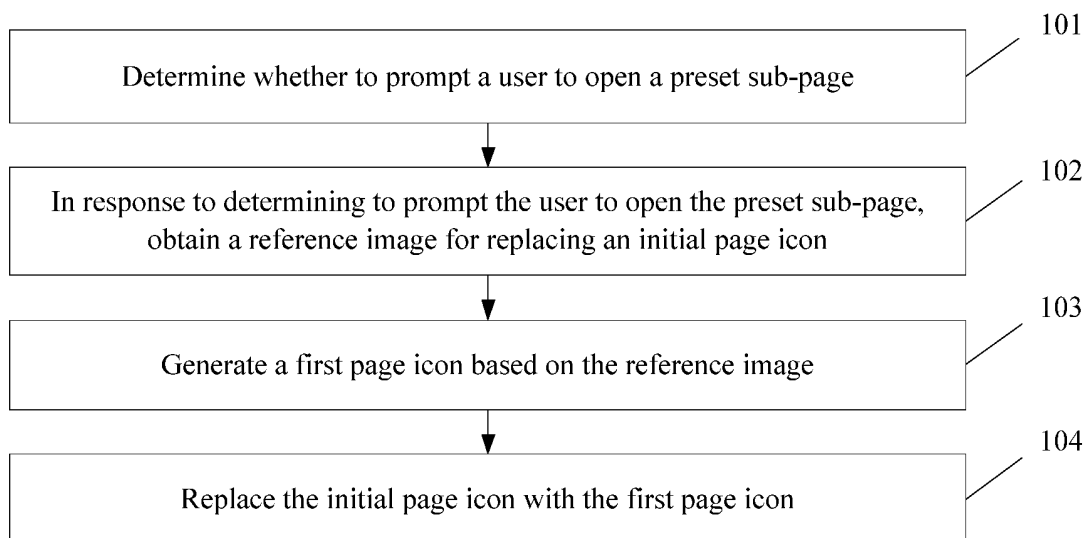 101
Determine whether to prompt a user to open a preset sub-page
102
In response to determining to prompt the user to open the preset sub-page,
obtain a reference image for replacing an initial page icon
103
Generate a first page icon based on the reference image
104
Replace the initial page icon with the first page icon